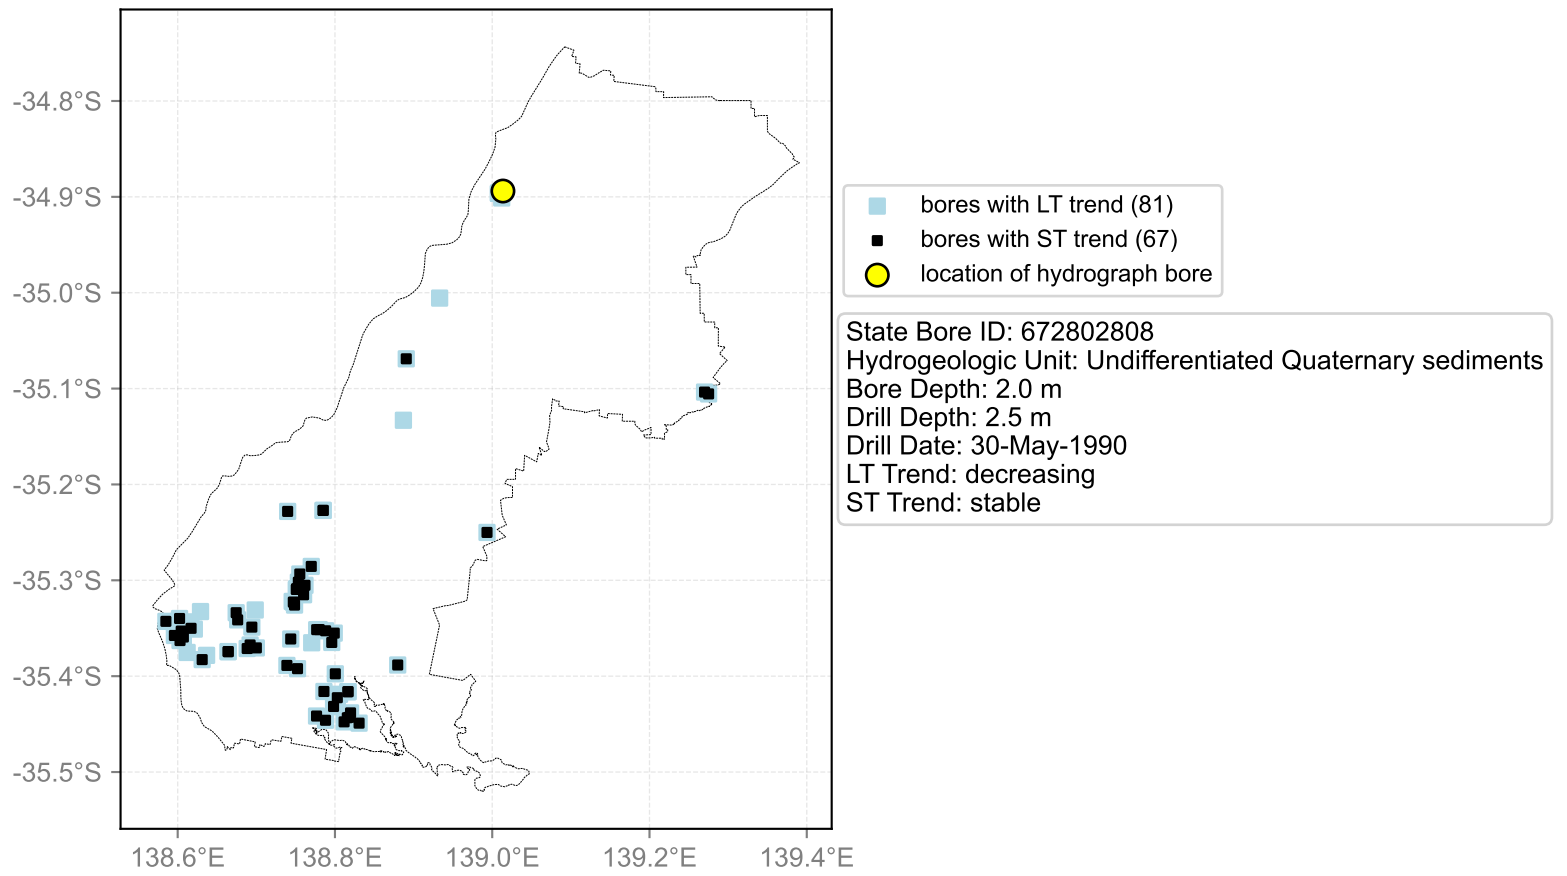 -34.8°S
-34.9°S
-35.0°S
-35.1°S
-35.2°S
-35.3°S
-35.4°S
-35.5°S
138.6°E
138.8°E
139.0°E
139.2°E
139.4°E
bores with LT trend (81)
bores with ST trend (67)
location of hydrograph bore
State Bore ID: 672802808
Hydrogeologic Unit: Undifferentiated Quaternary sediments
Bore Depth: 2.0 m
Drill Depth: 2.5 m
Drill Date: 30-May-1990
LT Trend: decreasing
ST Trend: stable